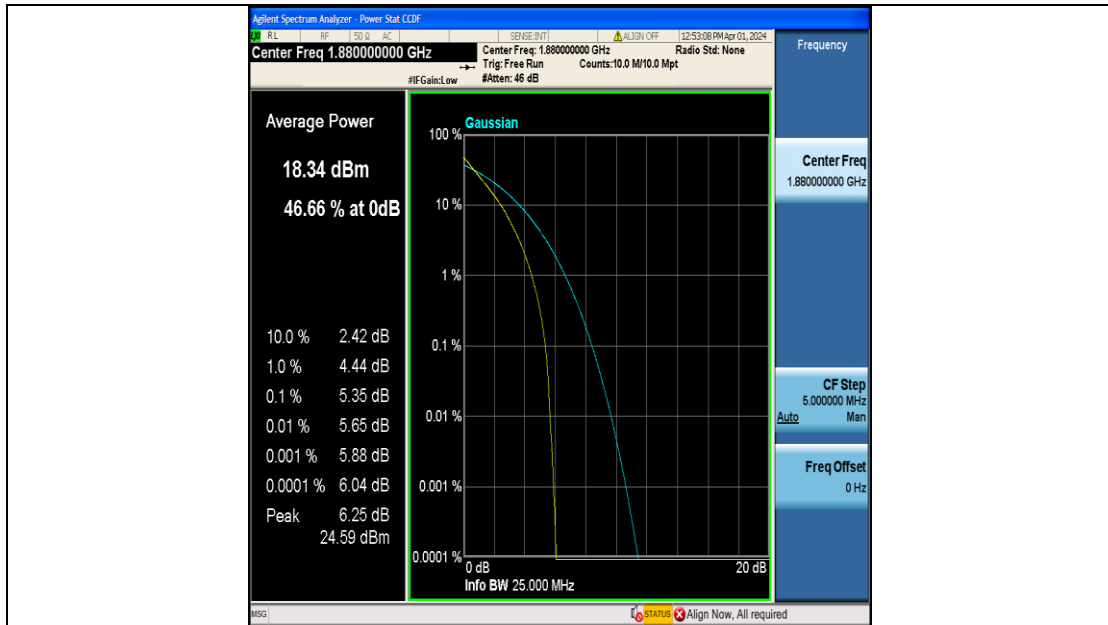 Agilent Spectrum Analyzer - Power Stat CCDF
RL RF 50 Ω AC SENSE:INT ALIGN OFF 12:53:08 PM Apr 01, 2024
Center Freq 1.880000000 GHz
Center Freq: 1.880000000 GHz Radio Std: None
Trig: Free Run Counts:10.0 M/10.0 Mpt
#IFGain:Low #Atten: 46 dB
Frequency
Average Power
18.34 dBm
46.66 % at 0dB
10.0 % 2.42 dB
1.0 % 4.44 dB
0.1 % 5.35 dB
0.01 % 5.65 dB
0.001 % 5.88 dB
0.0001 % 6.04 dB
Peak 6.25 dB
24.59 dBm
Gaussian
100 %
10 %
1 %
0.1 %
0.01 %
0.001 %
0.0001 %
0 dB 20 dB
Info BW 25.000 MHz
Center Freq
1.880000000 GHz
CF Step
5.000000 MHz
Auto Man
Freq Offset
0 Hz
MSG STATUS Align Now, All required